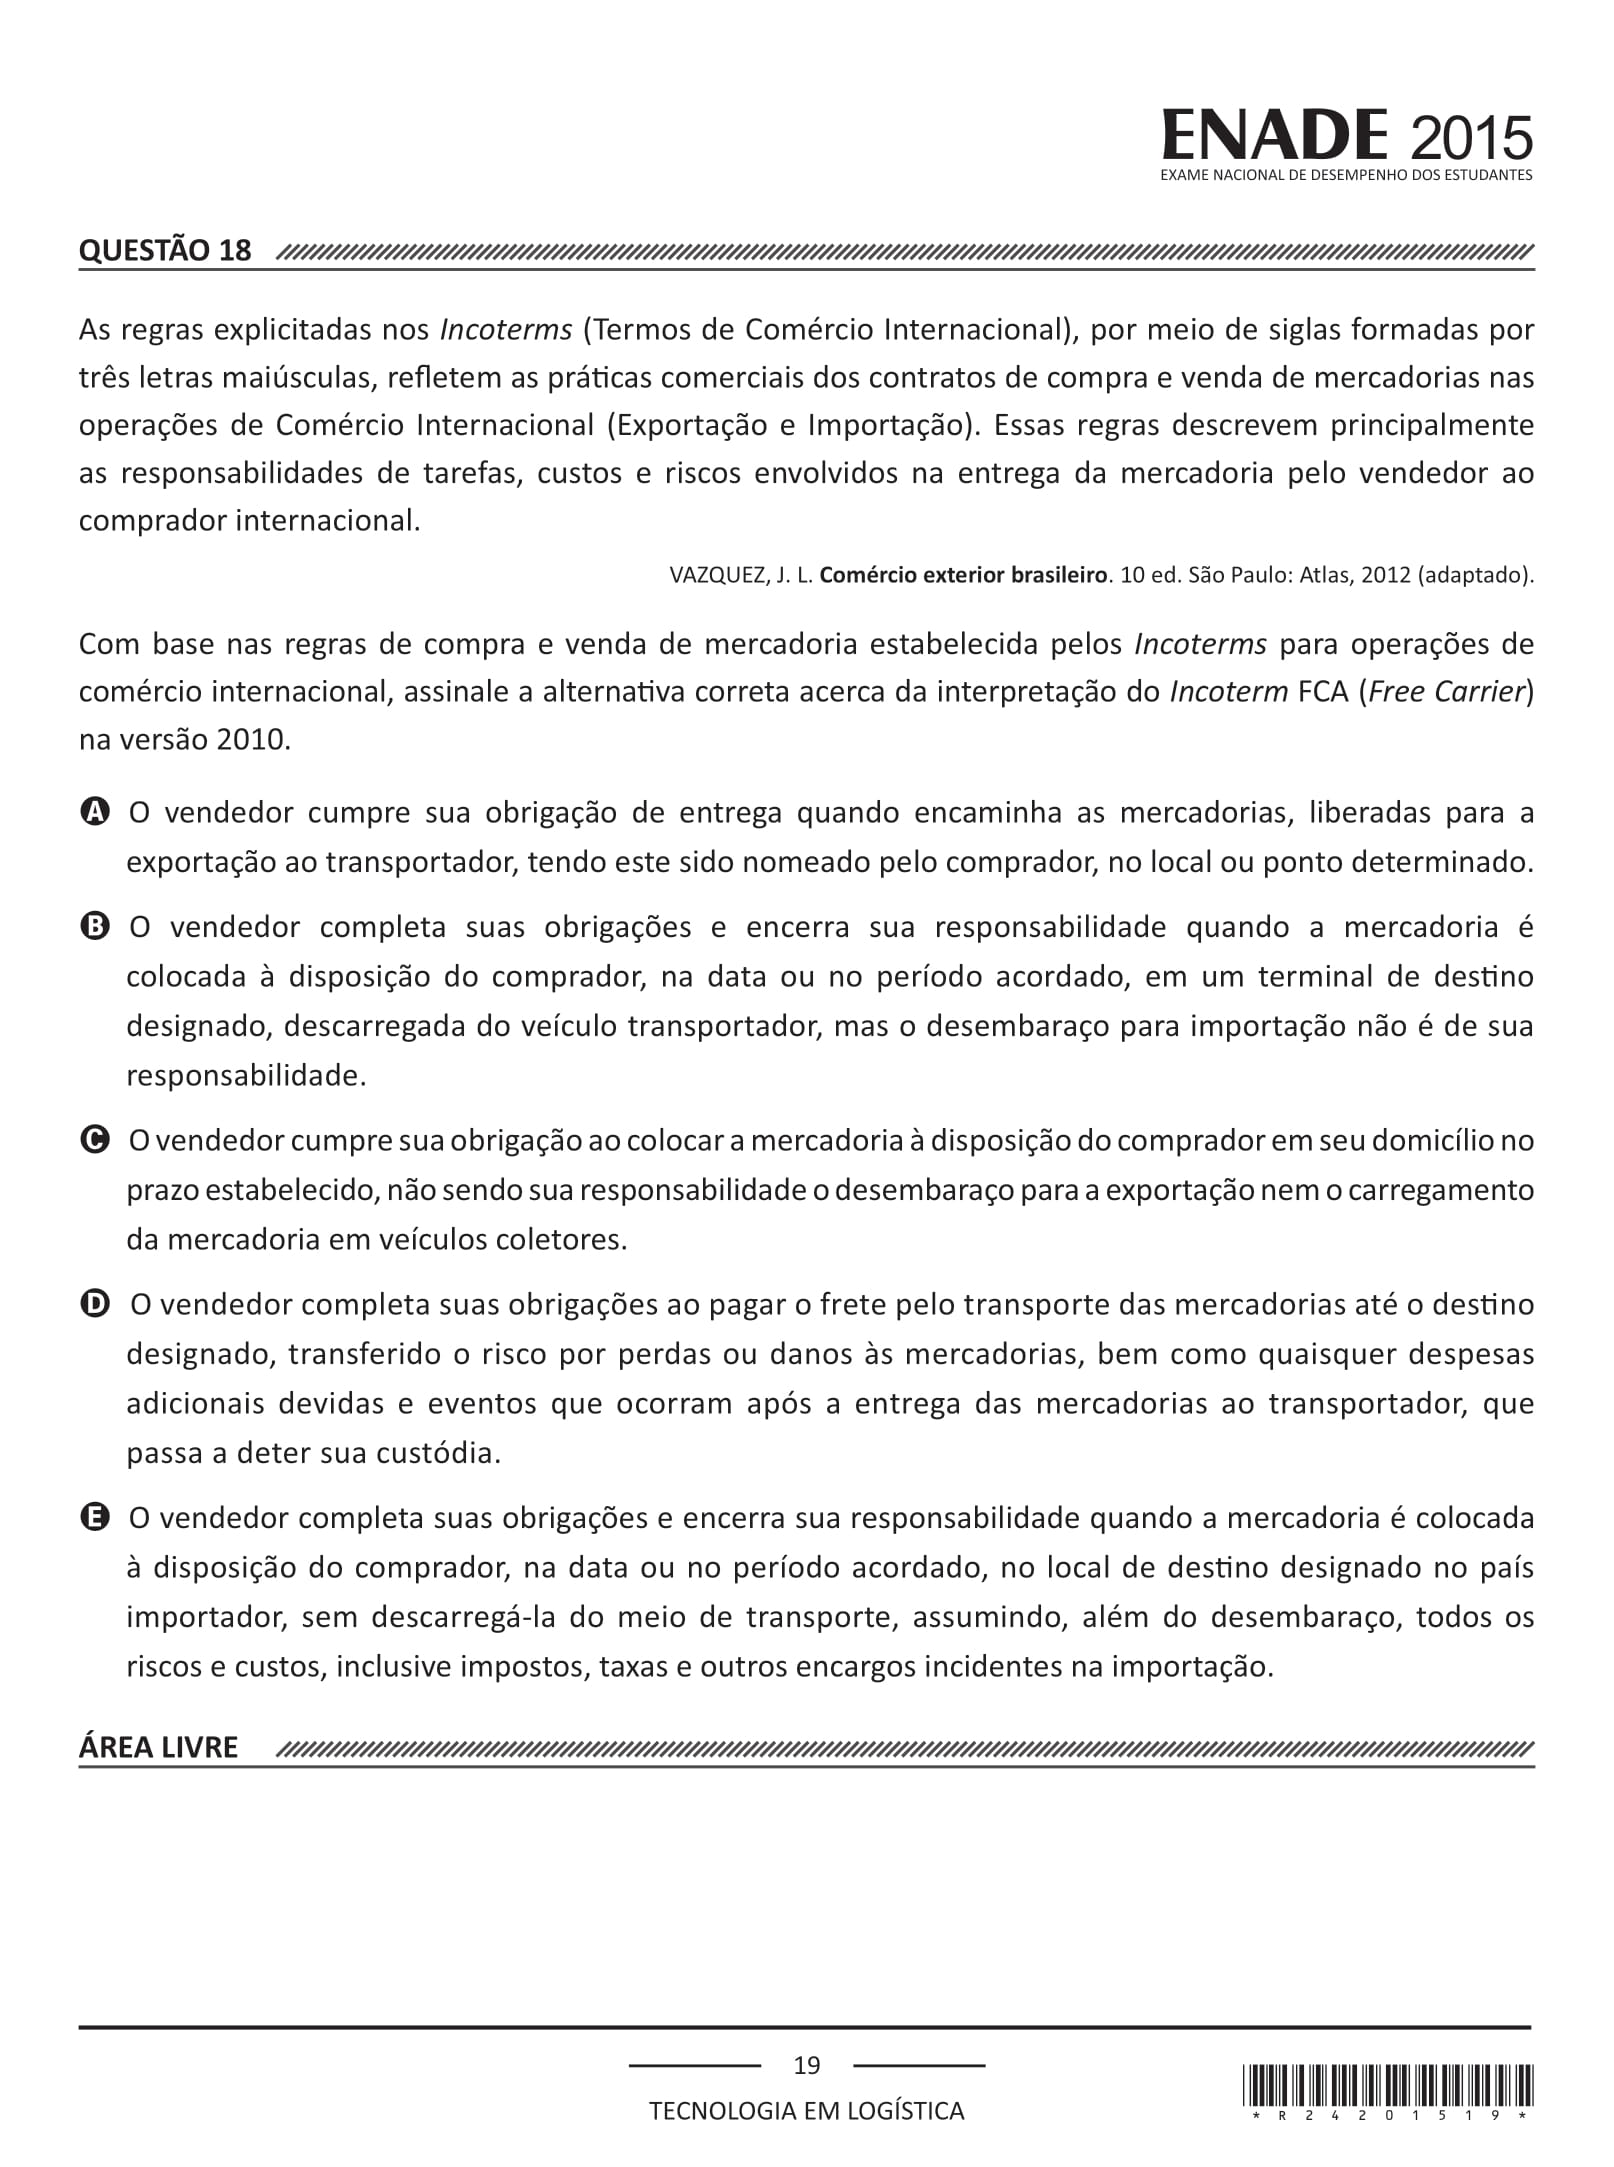 ENADE 2015
EXAME NACIONAL DE DESEMPENHO DOS ESTUDANTES
QUESTÃO 18
As regras explicitadas nos Incoterms (Termos de Comércio Internacional), por meio de siglas formadas por
três letras maiúsculas, refletem as práticas comerciais dos contratos de compra e venda de mercadorias nas
operações de Comércio Internacional (Exportação e Importação). Essas regras descrevem principalmente
as responsabilidades de tarefas, custos e riscos envolvidos na entrega da mercadoria pelo vendedor ao
comprador internacional.
VAZQUEZ, J. L. Comércio exterior brasileiro. 10 ed. São Paulo: Atlas, 2012 (adaptado).
Com base nas regras de compra e venda de mercadoria estabelecida pelos Incoterms para operações de
comércio internacional, assinale a alternativa correta acerca da interpretação do Incoterm FCA (Free Carrier)
na versão 2010.
A O vendedor cumpre sua obrigação de entrega quando encaminha as mercadorias, liberadas para a
exportação ao transportador, tendo este sido nomeado pelo comprador, no local ou ponto determinado.
B O vendedor completa suas obrigações e encerra sua responsabilidade quando a mercadoria é
colocada à disposição do comprador, na data ou no período acordado, em um terminal de destino
designado, descarregada do veículo transportador, mas o desembaraço para importação não é de sua
responsabilidade.
C O vendedor cumpre sua obrigação ao colocar a mercadoria à disposição do comprador em seu domicílio no
prazo estabelecido, não sendo sua responsabilidade o desembaraço para a exportação nem o carregamento
da mercadoria em veículos coletores.
D O vendedor completa suas obrigações ao pagar o frete pelo transporte das mercadorias até o destino
designado, transferido o risco por perdas ou danos às mercadorias, bem como quaisquer despesas
adicionais devidas e eventos que ocorram após a entrega das mercadorias ao transportador, que
passa a deter sua custódia.
E O vendedor completa suas obrigações e encerra sua responsabilidade quando a mercadoria é colocada
à disposição do comprador, na data ou no período acordado, no local de destino designado no país
importador, sem descarregá-la do meio de transporte, assumindo, além do desembaraço, todos os
riscos e custos, inclusive impostos, taxas e outros encargos incidentes na importação.
ÁREA LIVRE
19
TECNOLOGIA EM LOGÍSTICA
*R24201519*